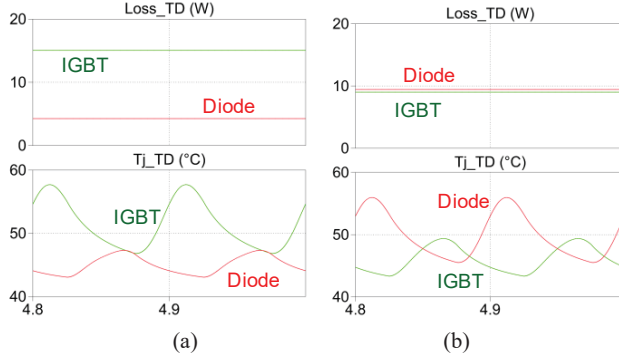 Loss_TD (W)
20
10
0
IGBT
Diode
Tj_TD (°C)
60
50
40
IGBT
Diode
4.8
4.9
(a)
Loss_TD (W)
20
10
0
Diode
IGBT
Tj_TD (°C)
60
50
40
Diode
IGBT
4.8
4.9
(b)